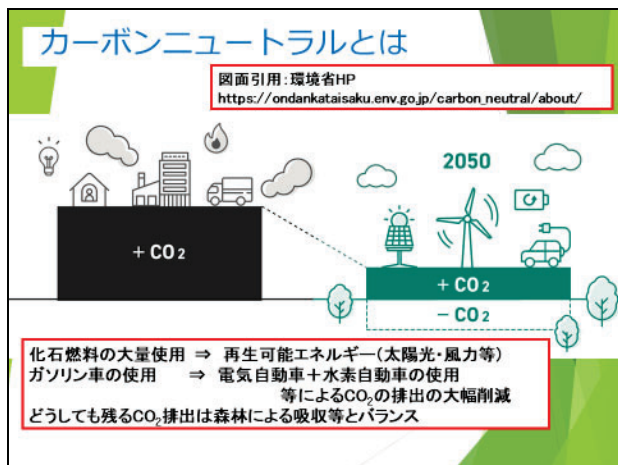 カーボンニュートラルとは
図面引用:環境省HP
https://ondankataisaku.env.go.jp/carbon_neutral/about/
2050
+ CO₂
+ CO₂
− CO₂
化石燃料の大量使用 ⇒ 再生可能エネルギー(太陽光・風力等)
ガソリン車の使用 ⇒ 電気自動車+水素自動車の使用
等によるCO₂の排出の大幅削減
どうしても残るCO₂排出は森林による吸収等とバランス